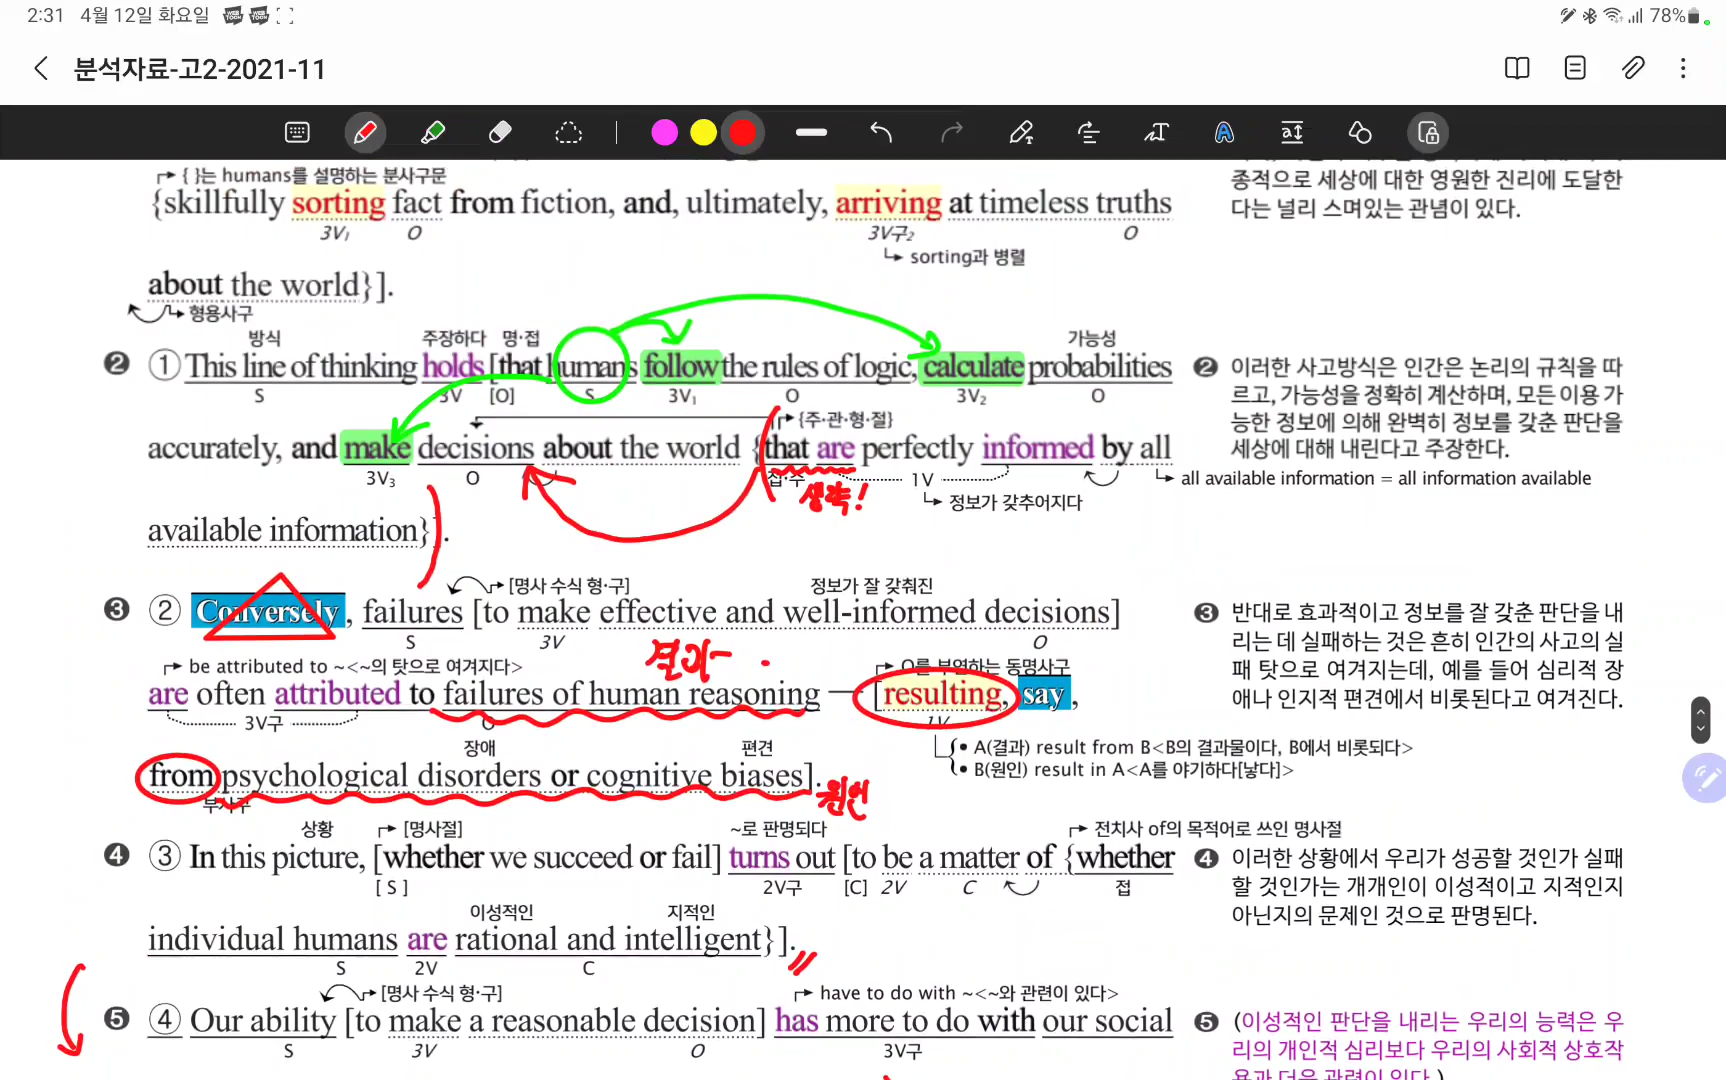 2:31 4월 12일 화요일 78%
분석자료-고2-2021-11
{ }는 humans를 설명하는 분사구문
{skillfully sorting fact from fiction, and, ultimately, arriving at timeless truths
3V₁ O 3V구₂ O
sorting과 병렬
about the world}].
형용사구
종적으로 세상에 대한 영원한 진리에 도달한
다는 널리 스며있는 관념이 있다.
방식 주장하다 명·접 가능성
❷ ① This line of thinking holds [that humans follow the rules of logic, calculate probabilities
S 3V [O] S 3V₁ O 3V₂ O
{주·관·형·절}
accurately, and make decisions about the world {that are perfectly informed by all
3V₃ O 접·주 1V
생략!
정보가 갖추어지다
all available information = all information available
available information}].
❷ 이러한 사고방식은 인간은 논리의 규칙을 따
르고, 가능성을 정확히 계산하며, 모든 이용 가
능한 정보에 의해 완벽히 정보를 갖춘 판단을
세상에 대해 내린다고 주장한다.
[명사 수식 형·구] 정보가 잘 갖춰진
❸ ② Conversely, failures [to make effective and well-informed decisions]
S 3V O
결과
be attributed to ~<~의 탓으로 여겨지다> O를 부연하는 동명사구
are often attributed to failures of human reasoning — [resulting, say,
3V구 O 1V
A(결과) result from B<B의 결과물이다, B에서 비롯되다>
B(원인) result in A<A를 야기하다[낳다]>
장애 편견
from psychological disorders or cognitive biases].
부사구 원인
❸ 반대로 효과적이고 정보를 잘 갖춘 판단을 내
리는 데 실패하는 것은 흔히 인간의 사고의 실
패 탓으로 여겨지는데, 예를 들어 심리적 장
애나 인지적 편견에서 비롯된다고 여겨진다.
상황 [명사절] ~로 판명되다 전치사 of의 목적어로 쓰인 명사절
❹ ③ In this picture, [whether we succeed or fail] turns out [to be a matter of {whether
[ S ] 2V구 [C] 2V C 접
이성적인 지적인
individual humans are rational and intelligent}].
S 2V C
❹ 이러한 상황에서 우리가 성공할 것인가 실패
할 것인가는 개개인이 이성적이고 지적인지
아닌지의 문제인 것으로 판명된다.
[명사 수식 형·구] have to do with ~<~와 관련이 있다>
❺ ④ Our ability [to make a reasonable decision] has more to do with our social
S 3V O 3V구
❺ (이성적인 판단을 내리는 우리의 능력은 우
리의 개인적 심리보다 우리의 사회적 상호작
용과 더욱 관련이 있다.)